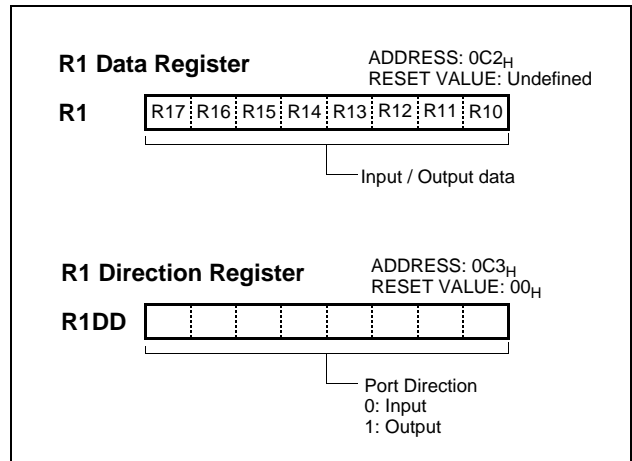 R1 Data Register
ADDRESS: 0C2H
RESET VALUE: Undefined
R1
R17 R16 R15 R14 R13 R12 R11 R10
Input / Output data
R1 Direction Register
ADDRESS: 0C3H
RESET VALUE: 00H
R1DD
Port Direction
0: Input
1: Output